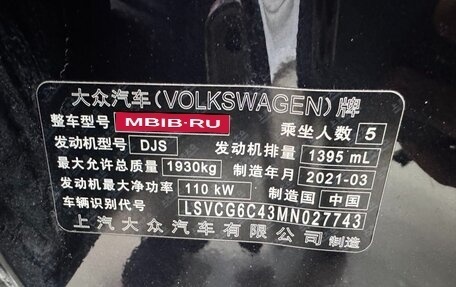 大众汽车(VOLKSWAGEN)牌
整车型号 MBIB-RU 乘坐人数 5
发动机型号 DJS 发动机排量 1395 mL
最大允许总质量 1930kg 制造年月 2021-03
发动机最大净功率 110 kW 制造国 中国
车辆识别代号 LSVCG6C43MN027743
上汽大众汽车有限公司 制造